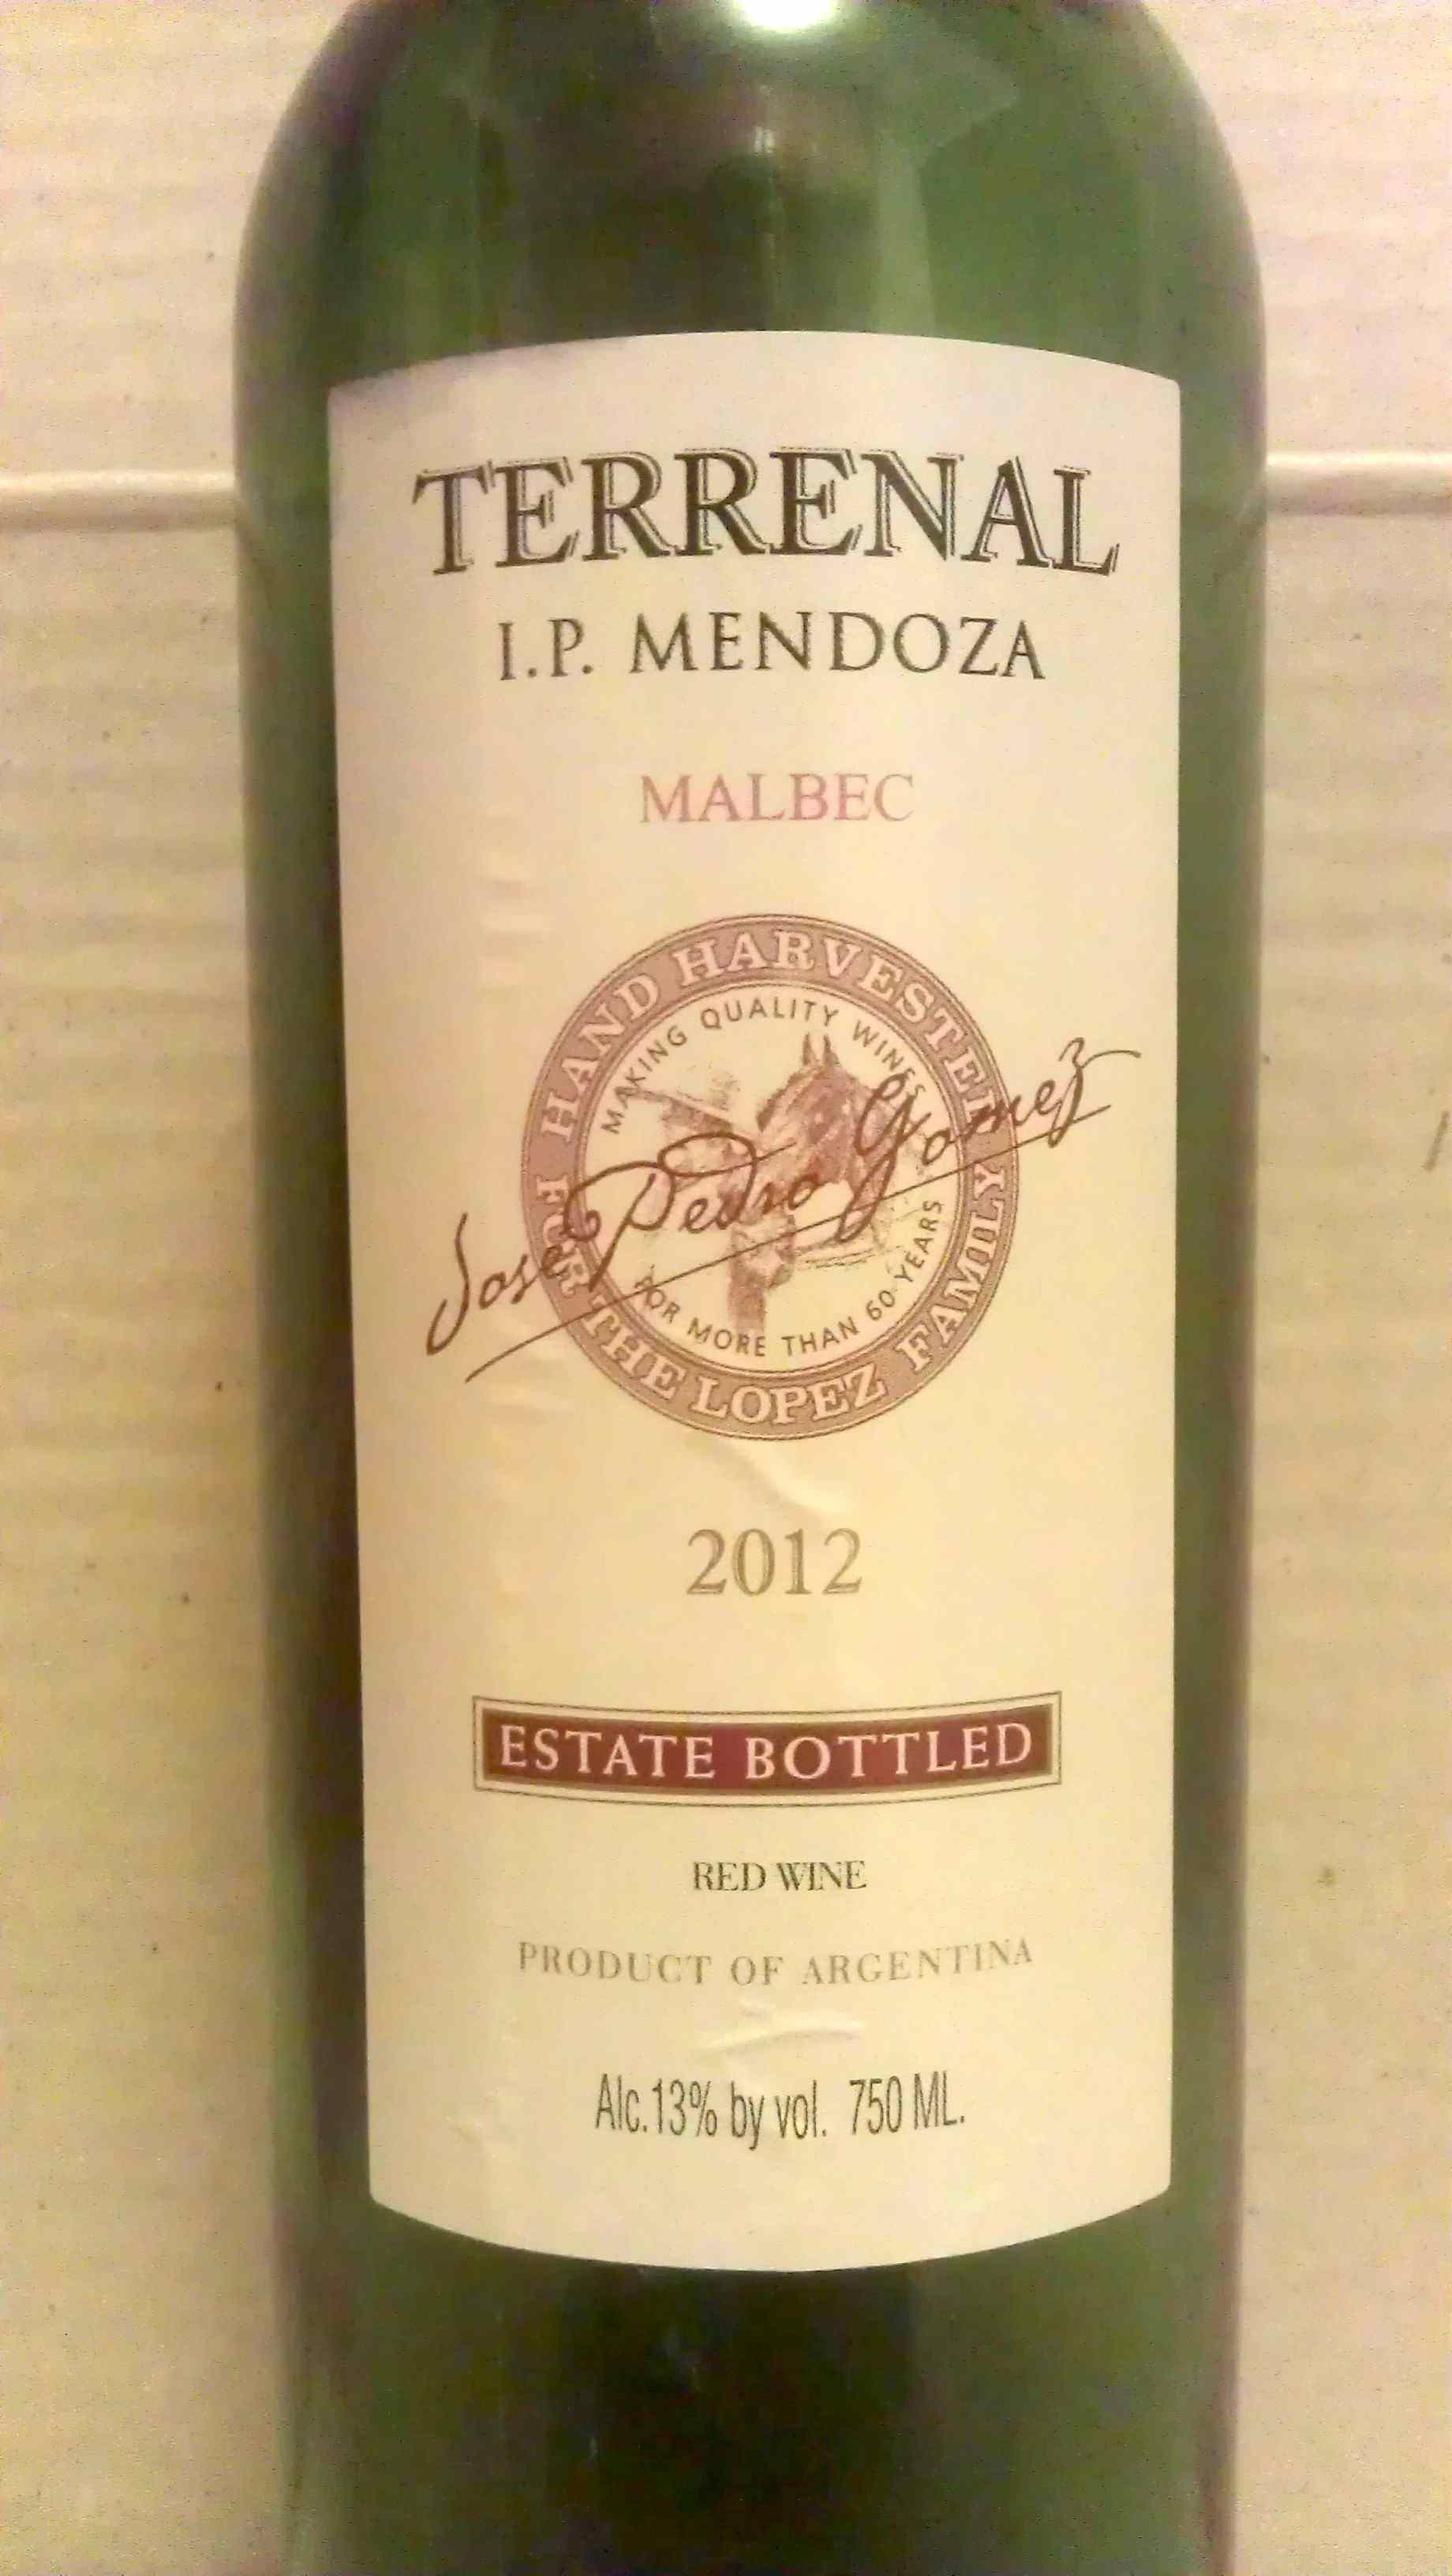 TERRENAL
I.P. MENDOZA
MALBEC
HAND HARVESTED
FOR THE LOPEZ FAMILY
MAKING QUALITY WINES
FOR MORE THAN 60 YEARS
Jose Pedro Gomez
2012
ESTATE BOTTLED
RED WINE
PRODUCT OF ARGENTINA
Alc.13% by vol. 750 ML.